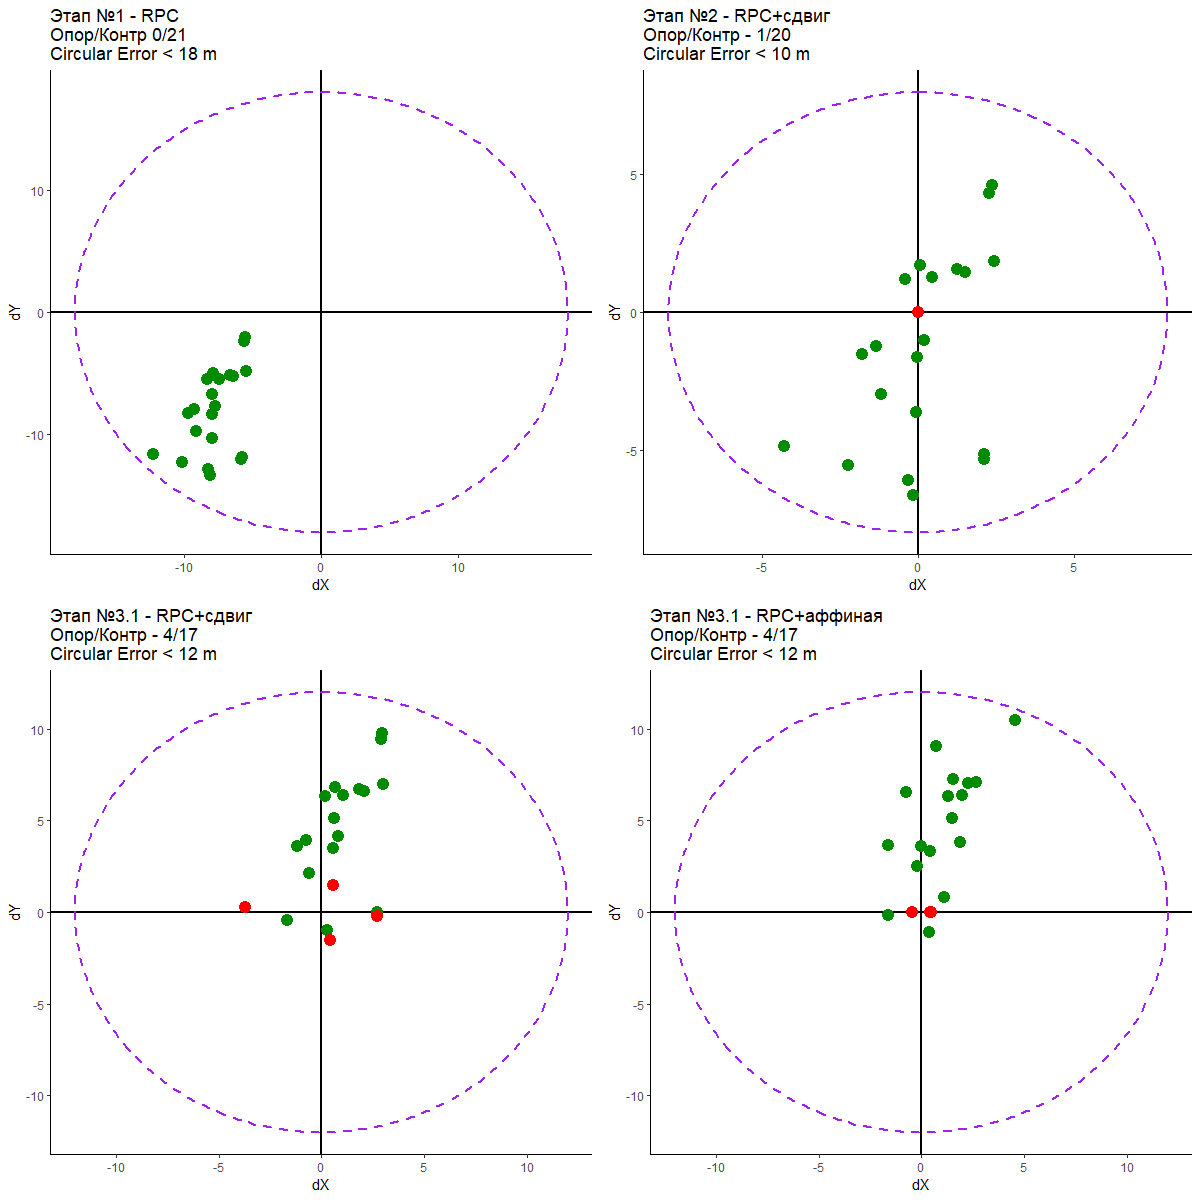 Этап №1 - RPC
Опор/Контр 0/21
Circular Error < 18 m
10
0
-10
dY
-10
0
10
dX
Этап №2 - RPC+сдвиг
Опор/Контр - 1/20
Circular Error < 10 m
5
0
-5
dY
-5
0
5
dX
Этап №3.1 - RPC+сдвиг
Опор/Контр - 4/17
Circular Error < 12 m
10
5
0
-5
-10
dY
-10
-5
0
5
10
dX
Этап №3.1 - RPC+аффиная
Опор/Контр - 4/17
Circular Error < 12 m
10
5
0
-5
-10
dY
-10
-5
0
5
10
dX